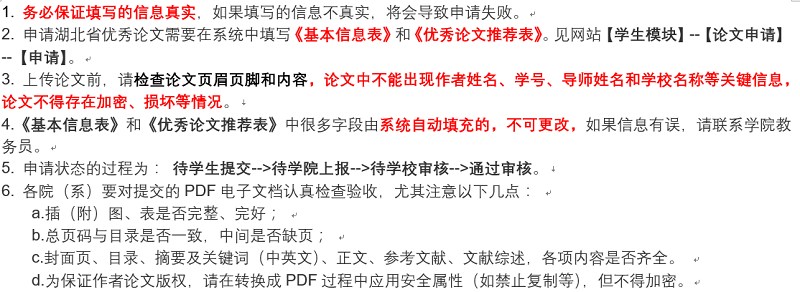 1. 务必保证填写的信息真实，如果填写的信息不真实，将会导致申请失败。
2. 申请湖北省优秀论文需要在系统中填写《基本信息表》和《优秀论文推荐表》。见网站【学生模块】--【论文申请】
--【申请】。
3. 上传论文前，请检查论文页眉页脚和内容，论文中不能出现作者姓名、学号、导师姓名和学校名称等关键信息，
论文不得存在加密、损坏等情况。
4.《基本信息表》和《优秀论文推荐表》中很多字段由系统自动填充的，不可更改，如果信息有误，请联系学院教
务员。
5. 申请状态的过程为： 待学生提交-->待学院上报-->待学校审核-->通过审核。
6. 各院（系）要对提交的 PDF 电子文档认真检查验收，尤其注意以下几点：
a.插（附）图、表是否完整、完好；
b.总页码与目录是否一致，中间是否缺页；
c.封面页、目录、摘要及关键词（中英文）、正文、参考文献、文献综述，各项内容是否齐全。
d.为保证作者论文版权，请在转换成 PDF 过程中应用安全属性（如禁止复制等），但不得加密。